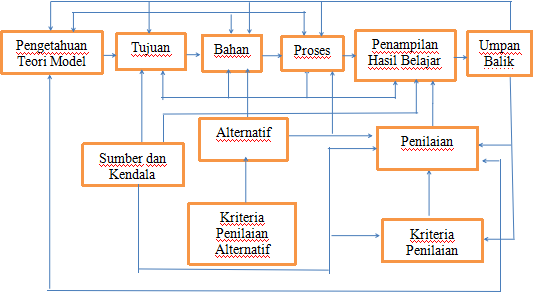 Pengetahuan
Teori Model
Tujuan
Bahan
Proses
Penampilan
Hasil Belajar
Umpan
Balik
Alternatif
Penilaian
Sumber dan
Kendala
Kriteria
Penilaian
Alternatif
Kriteria
Penilaian